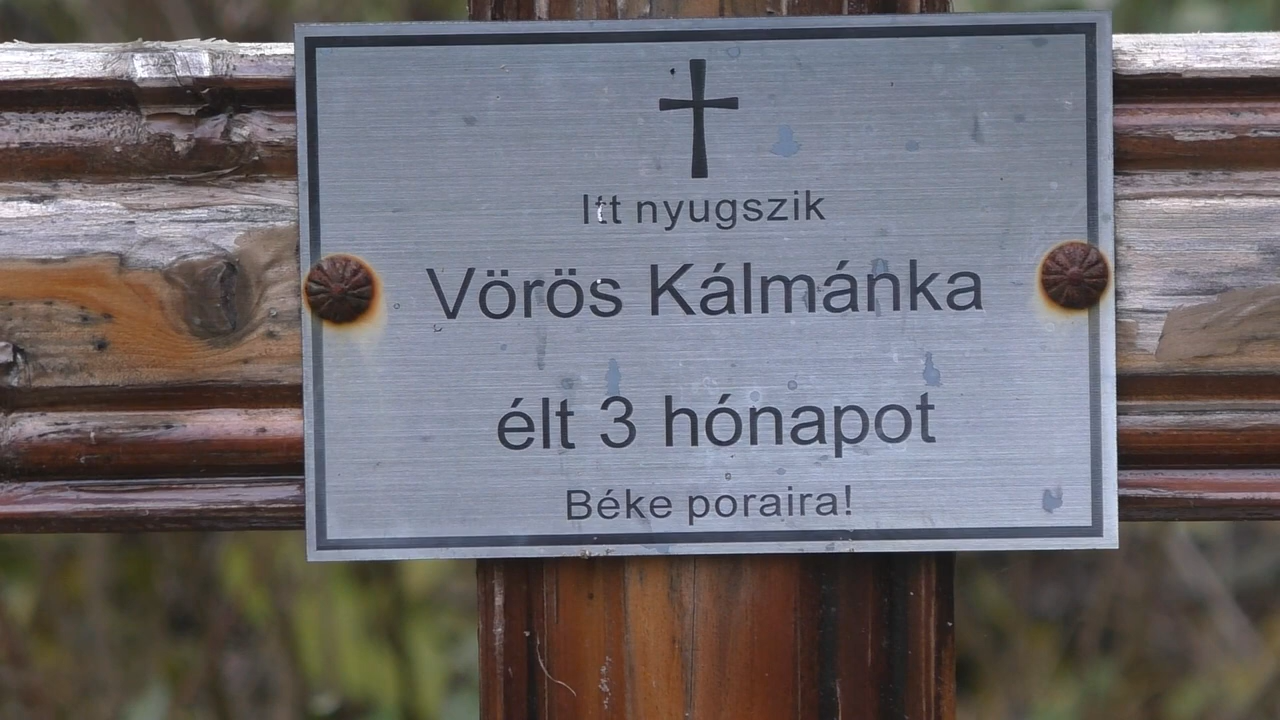 Itt nyugszik
Vörös Kálmánka
élt 3 hónapot
Béke poraira!